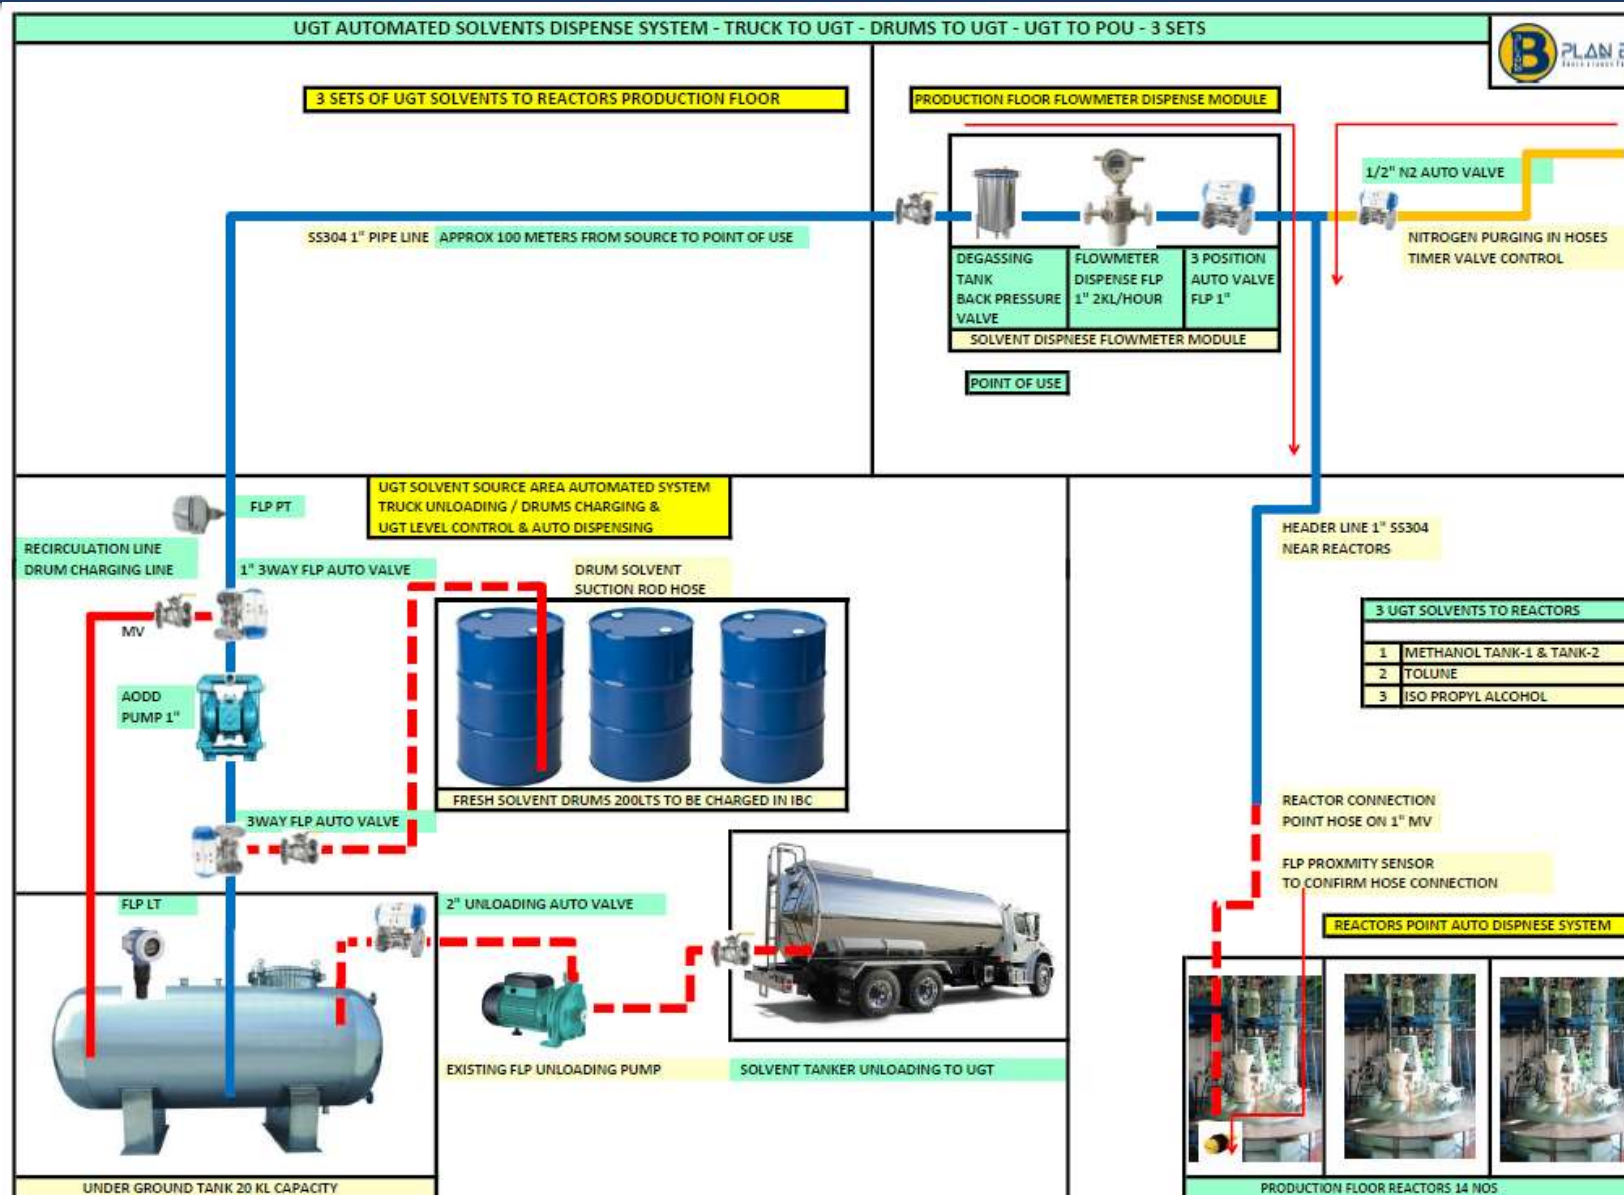 UGT AUTOMATED SOLVENTS DISPENSE SYSTEM - TRUCK TO UGT - DRUMS TO UGT - UGT TO POU - 3 SETS
PLAN
3 SETS OF UGT SOLVENTS TO REACTORS PRODUCTION FLOOR
PRODUCTION FLOOR FLOWMETER DISPENSE MODULE
1/2" N2 AUTO VALVE
SS304 1" PIPE LINE
APPROX 100 METERS FROM SOURCE TO POINT OF USE
NITROGEN PURGING IN HOSES
TIMER VALVE CONTROL
DEGASSING
TANK
BACK PRESSURE
VALVE
FLOWMETER
DISPENSE FLP
1" 2KL/HOUR
3 POSITION
AUTO VALVE
FLP 1"
SOLVENT DISPNESE FLOWMETER MODULE
POINT OF USE
UGT SOLVENT SOURCE AREA AUTOMATED SYSTEM
TRUCK UNLOADING / DRUMS CHARGING &
UGT LEVEL CONTROL & AUTO DISPENSING
FLP PT
RECIRCULATION LINE
DRUM CHARGING LINE
1" 3WAY FLP AUTO VALVE
DRUM SOLVENT
SUCTION ROD HOSE
HEADER LINE 1" SS304
NEAR REACTORS
MV
3 UGT SOLVENTS TO REACTORS
1 METHANOL TANK-1 & TANK-2
2 TOLUNE
3 ISO PROPYL ALCOHOL
AODD
PUMP 1"
FRESH SOLVENT DRUMS 200LTS TO BE CHARGED IN IBC
3WAY FLP AUTO VALVE
REACTOR CONNECTION
POINT HOSE ON 1" MV
FLP PROXMITY SENSOR
TO CONFIRM HOSE CONNECTION
FLP LT
2" UNLOADING AUTO VALVE
REACTORS POINT AUTO DISPNESE SYSTEM
EXISTING FLP UNLOADING PUMP
SOLVENT TANKER UNLOADING TO UGT
UNDER GROUND TANK 20 KL CAPACITY
PRODUCTION FLOOR REACTORS 14 NOS